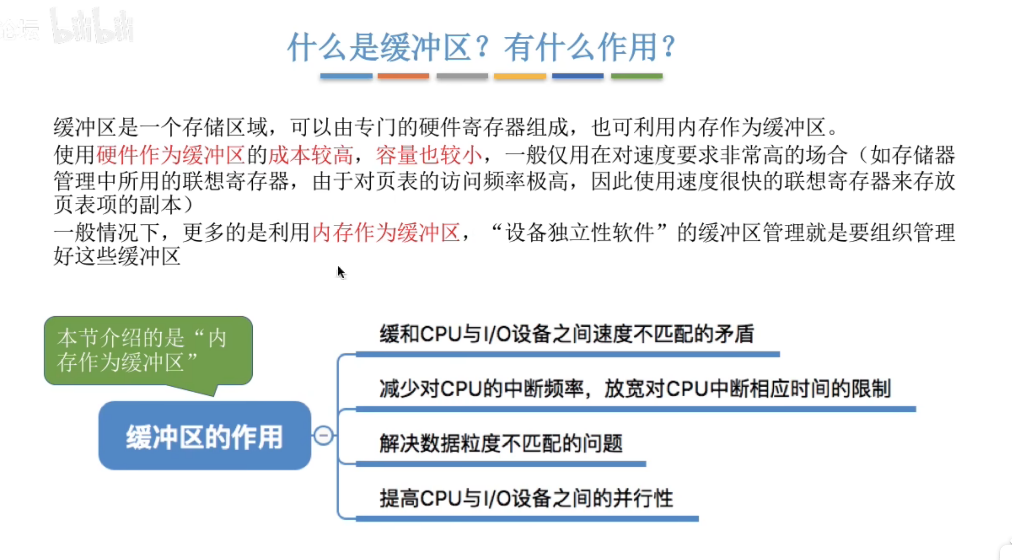 bilibili
什么是缓冲区？有什么作用？
缓冲区是一个存储区域，可以由专门的硬件寄存器组成，也可利用内存作为缓冲区。
使用硬件作为缓冲区的成本较高，容量也较小，一般仅用在对速度要求非常高的场合（如存储器
管理中所用的联想寄存器，由于对页表的访问频率极高，因此使用速度很快的联想寄存器来存放
页表项的副本）
一般情况下，更多的是利用内存作为缓冲区，“设备独立性软件”的缓冲区管理就是要组织管理
好这些缓冲区
本节介绍的是“内
存作为缓冲区”
缓冲区的作用
缓和CPU与I/O设备之间速度不匹配的矛盾
减少对CPU的中断频率，放宽对CPU中断相应时间的限制
解决数据粒度不匹配的问题
提高CPU与I/O设备之间的并行性